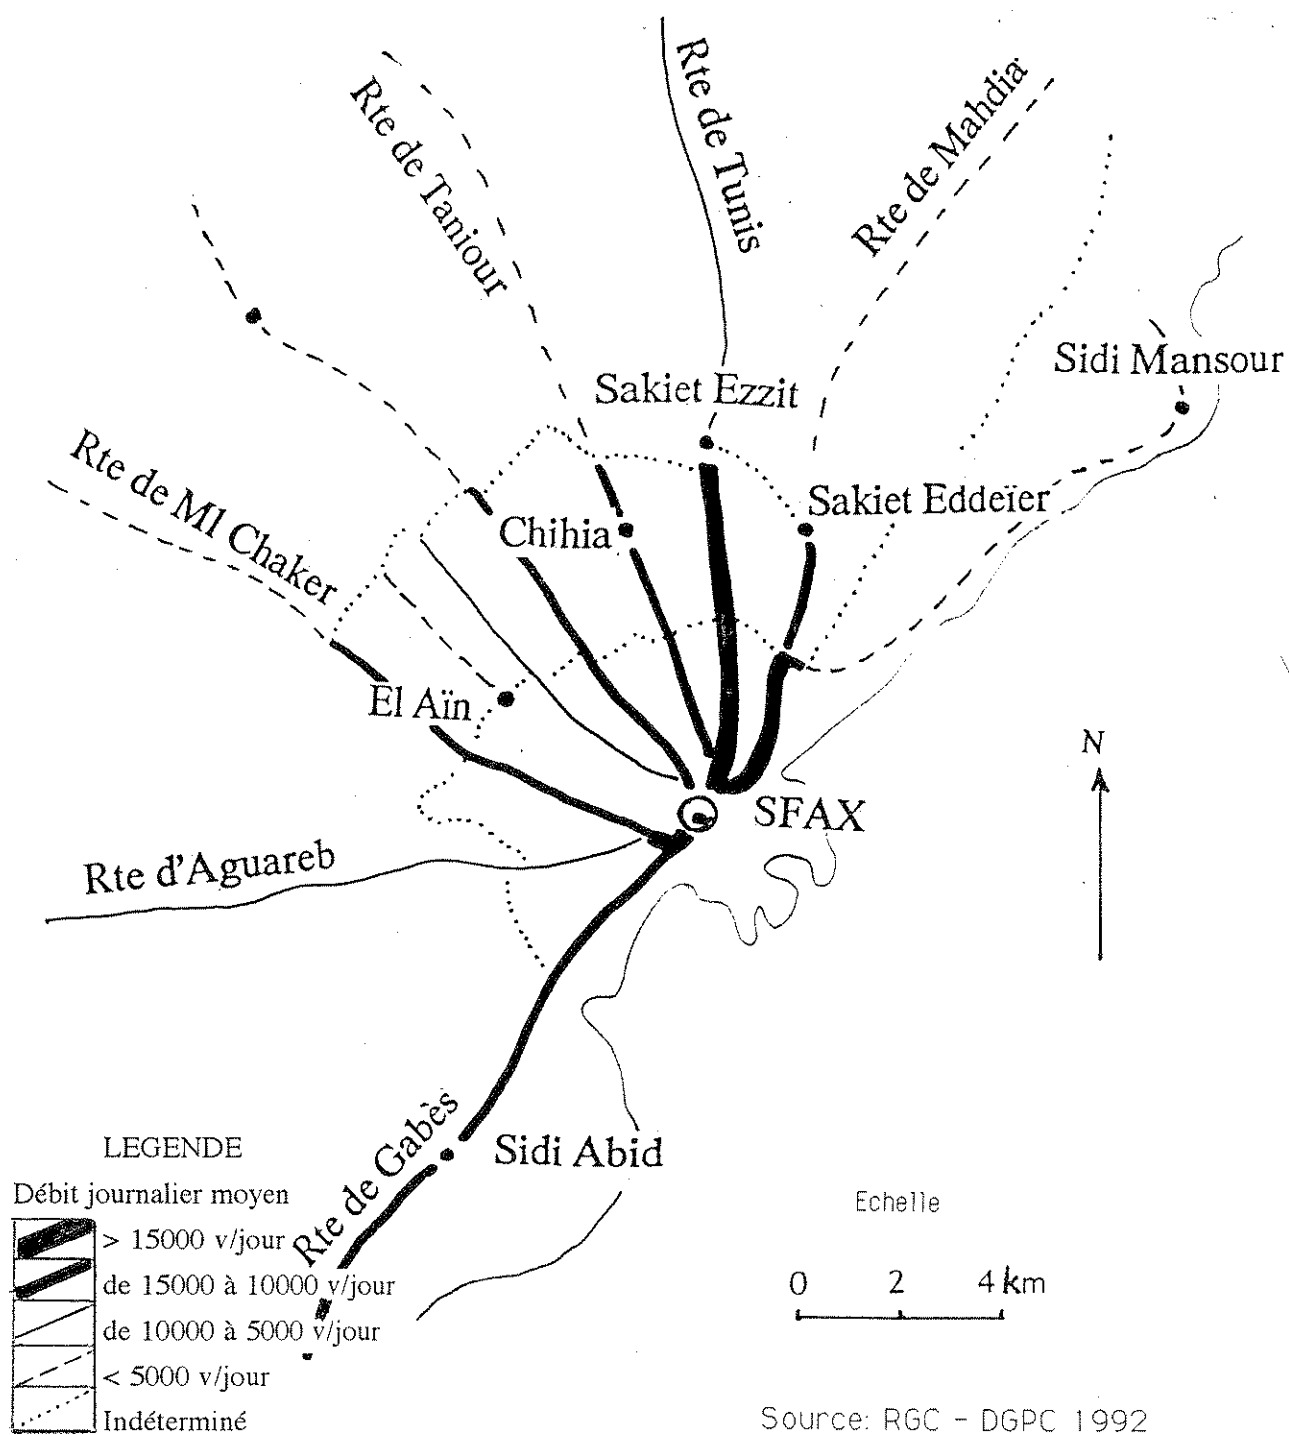 Rte de Taniour
Rte de Tunis
Rte de Mahdia
Sidi Mansour
Sakiet Ezzit
Rte de Ml Chaker
Sakiet Eddeïer
Chihia
El Aïn
N
SFAX
Rte d'Aguareb
Rte de Gabès
Sidi Abid
LEGENDE
Débit journalier moyen
> 15000 v/jour
de 15000 à 10000 v/jour
de 10000 à 5000 v/jour
< 5000 v/jour
Indéterminé
Echelle
0 2 4 km
Source: RGC - DGPC 1992